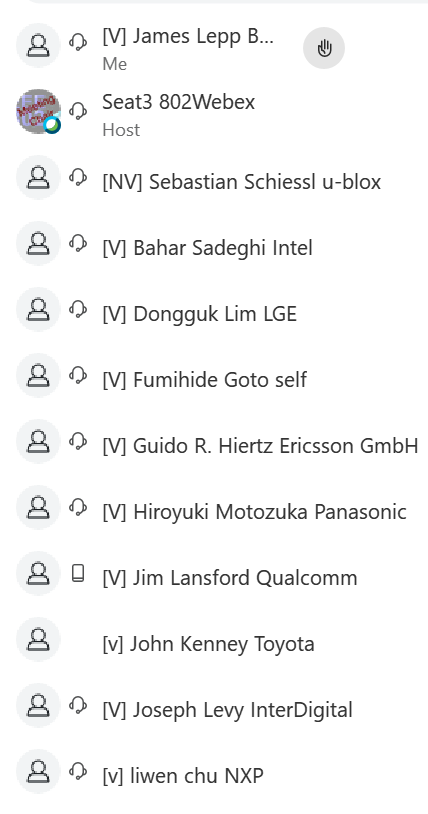 [V] James Lepp B...
Me
Meeting
Chair
Seat3 802Webex
Host
[NV] Sebastian Schiessl u-blox
[V] Bahar Sadeghi Intel
[V] Dongguk Lim LGE
[V] Fumihide Goto self
[V] Guido R. Hiertz Ericsson GmbH
[V] Hiroyuki Motozuka Panasonic
[V] Jim Lansford Qualcomm
[v] John Kenney Toyota
[V] Joseph Levy InterDigital
[v] liwen chu NXP